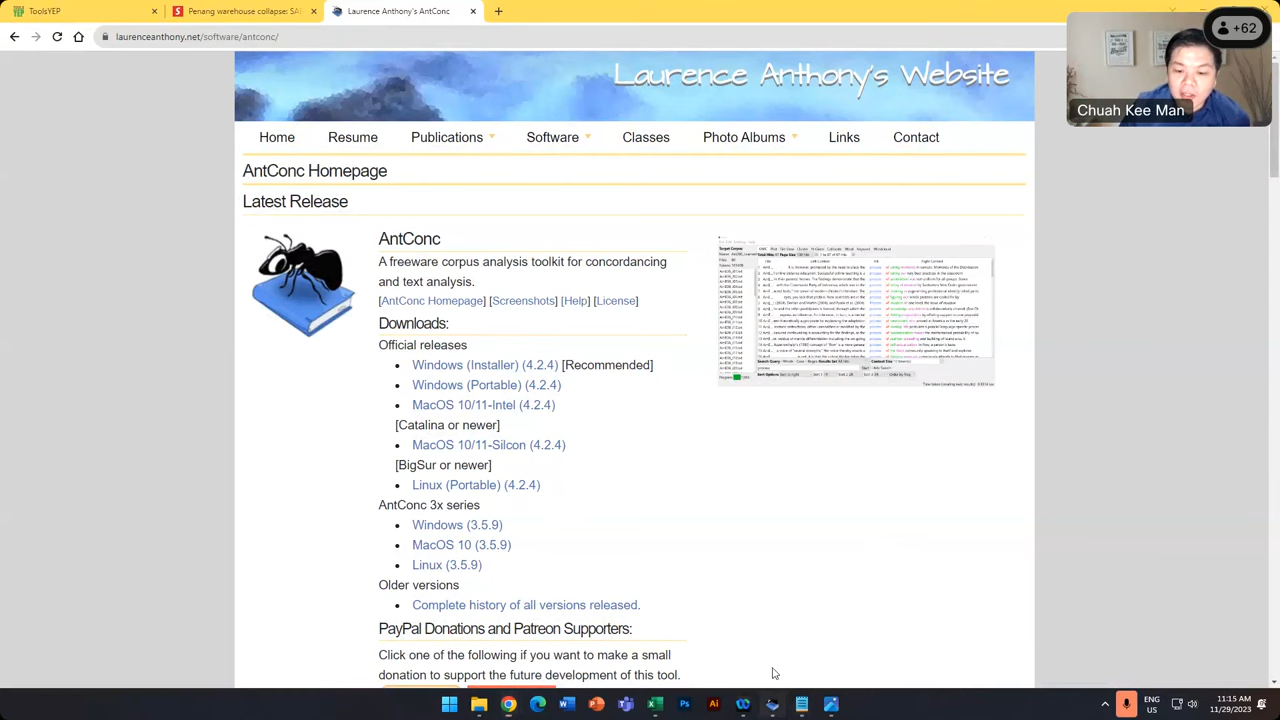 ToolsYEP
Penang warehouse collapse: SA
Laurence Anthony's AntConc
+62
laurenceanthony.net/software/antconc/
Chuah Kee Man
Laurence Anthony's Website
Home Resume Publications Software Classes Photo Albums Links Contact
AntConc Homepage
Latest Release
AntConc
A freeware corpus analysis toolkit for concordancing
and text analysis.
[AntConc Homepage] [Screenshots] [Help] [License]
Downloads:
Official releases
Windows (Installer) (4.2.4) [Recommended]
Windows (Portable) (4.2.4)
MacOS 10/11-Intel (4.2.4)
[Catalina or newer]
MacOS 10/11-Silcon (4.2.4)
[BigSur or newer]
Linux (Portable) (4.2.4)
AntConc 3x series
Windows (3.5.9)
MacOS 10 (3.5.9)
Linux (3.5.9)
Older versions
Complete history of all versions released.
PayPal Donations and Patreon Supporters:
Click one of the following if you want to make a small
donation to support the future development of this tool.
ENG
US
11:15 AM
11/29/2023